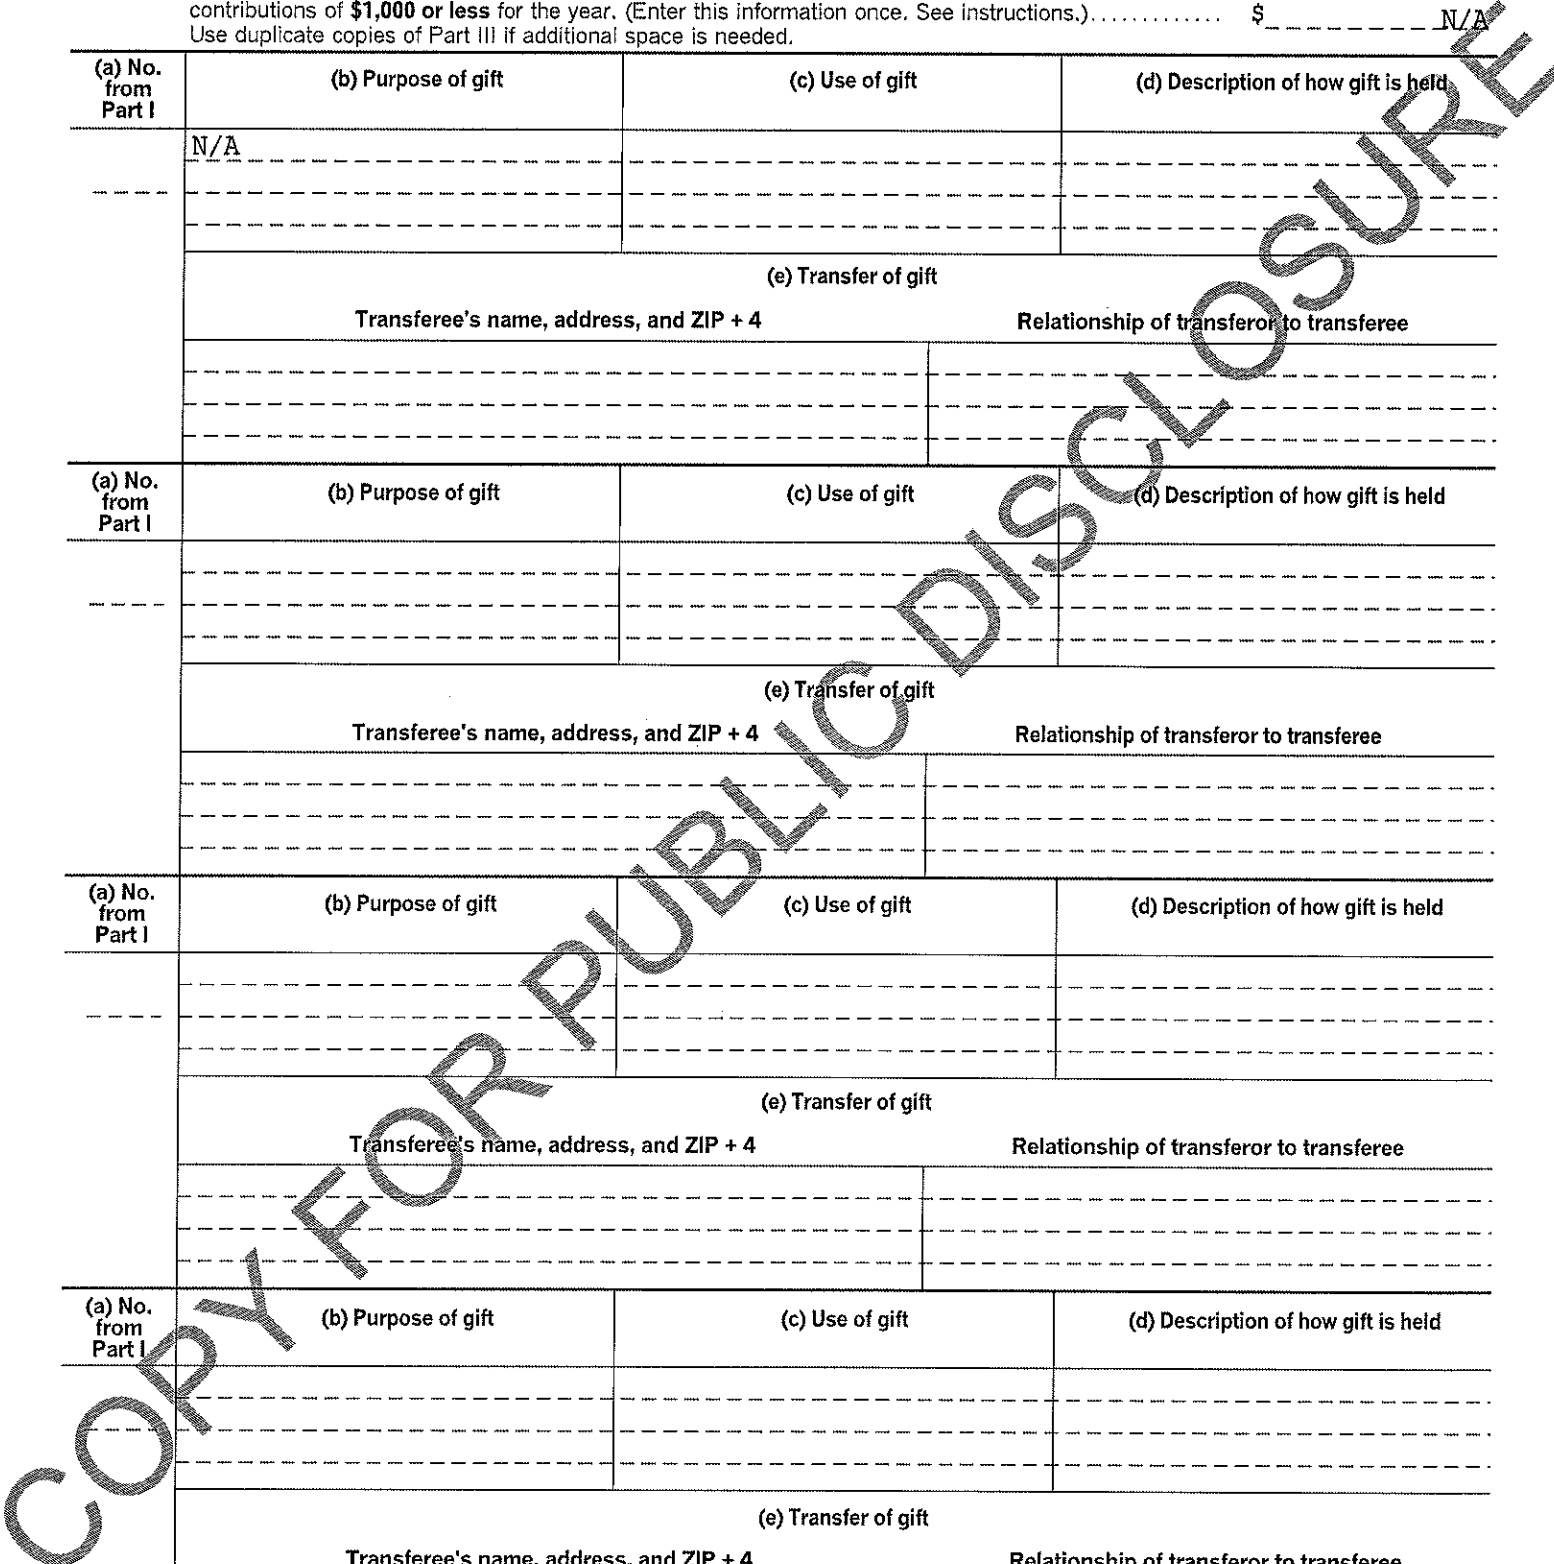 contributions of $1,000 or less for the year. (Enter this information once. See instructions.)............. $_ _ _ _ _ _ _ _ _ N/A
Use duplicate copies of Part III if additional space is needed.
(a) No. from Part I (b) Purpose of gift (c) Use of gift (d) Description of how gift is held
N/A
(e) Transfer of gift
Transferee's name, address, and ZIP + 4 Relationship of transferor to transferee
(a) No. from Part I (b) Purpose of gift (c) Use of gift (d) Description of how gift is held
(e) Transfer of gift
Transferee's name, address, and ZIP + 4 Relationship of transferor to transferee
(a) No. from Part I (b) Purpose of gift (c) Use of gift (d) Description of how gift is held
(e) Transfer of gift
Transferee's name, address, and ZIP + 4 Relationship of transferor to transferee
(a) No. from Part I (b) Purpose of gift (c) Use of gift (d) Description of how gift is held
(e) Transfer of gift
Transferee's name, address, and ZIP + 4 Relationship of transferor to transferee
COPY FOR PUBLIC DISCLOSURE